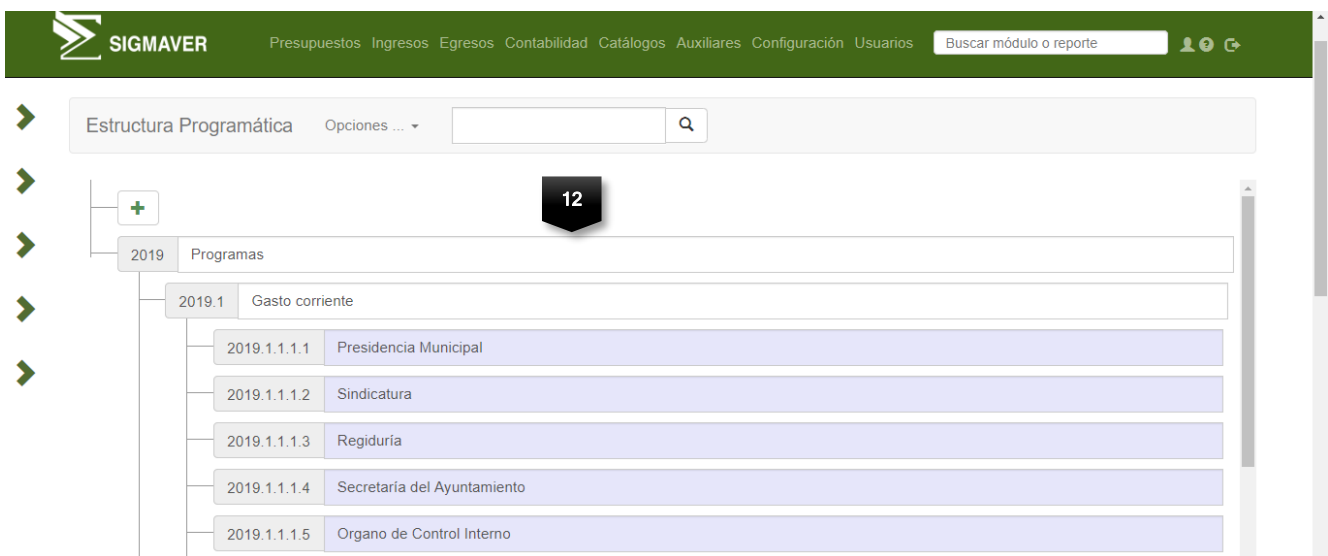 SIGMAVER Presupuestos Ingresos Egresos Contabilidad Catálogos Auxiliares Configuración Usuarios Buscar módulo o reporte
Estructura Programática Opciones ...
12
2019 Programas
2019.1 Gasto corriente
2019.1.1.1.1 Presidencia Municipal
2019.1.1.1.2 Sindicatura
2019.1.1.1.3 Regiduría
2019.1.1.1.4 Secretaría del Ayuntamiento
2019.1.1.1.5 Organo de Control Interno